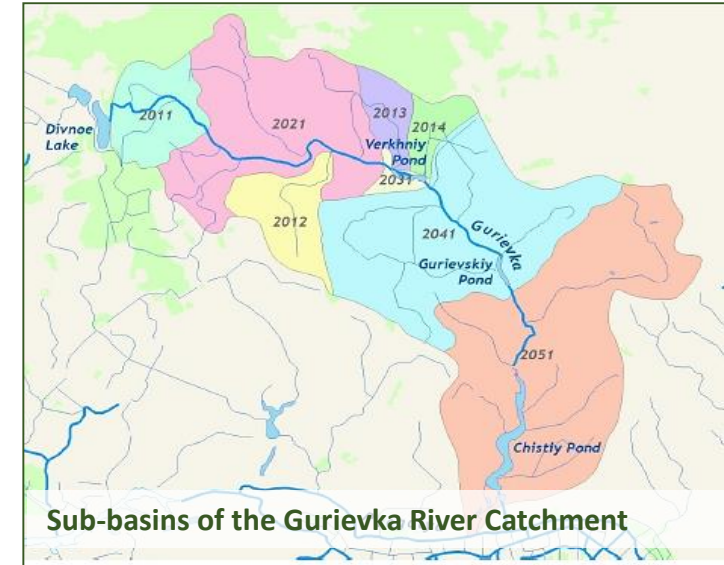 2011
Divnoe
Lake
2021
2013
2014
Verkhniy
Pond
2031
2012
2041
Gurievka
Gurievskiy
Pond
2051
Chistiy Pond
Sub-basins of the Gurievka River Catchment